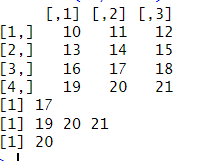 [,1] [,2] [,3]
[1,] 10 11 12
[2,] 13 14 15
[3,] 16 17 18
[4,] 19 20 21
[1] 17
[1] 19 20 21
[1] 20
>